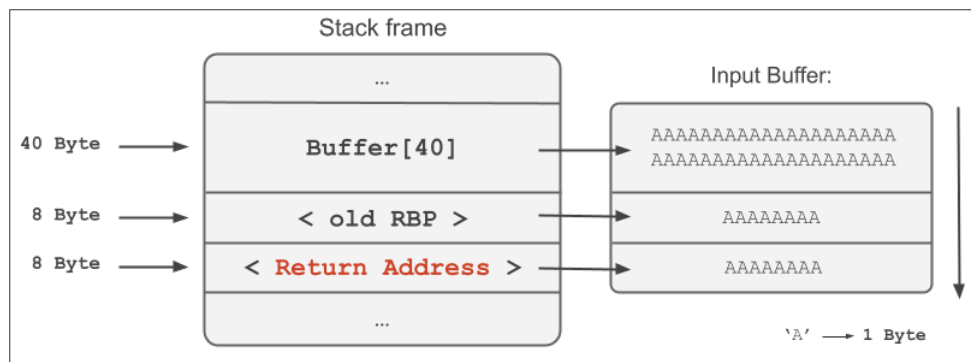 Stack frame
Input Buffer:
...
40 Byte
Buffer[40]
AAAAAAAAAAAAAAAAAAAA
AAAAAAAAAAAAAAAAAAAA
8 Byte
< old RBP >
AAAAAAAA
8 Byte
< Return Address >
AAAAAAAA
...
‘A’ 1 Byte